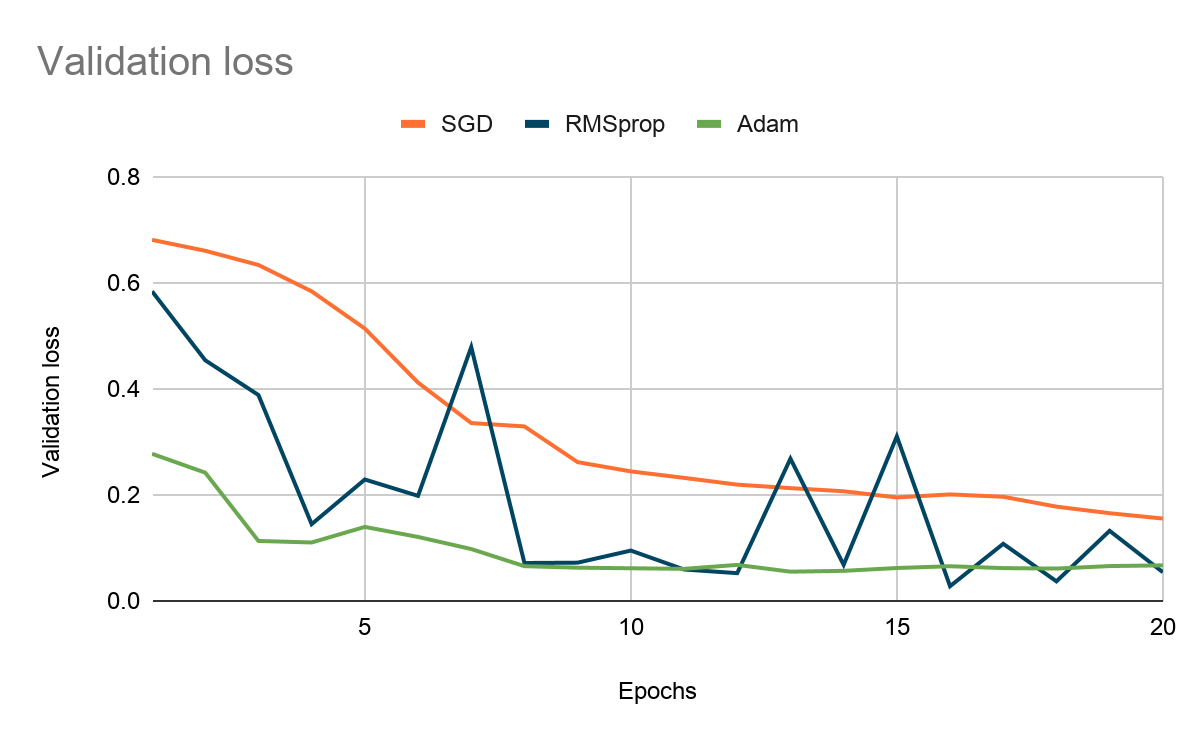 Validation loss
SGD RMSprop Adam
0.8
0.6
0.4
0.2
0.0
Validation loss
5 10 15 20
Epochs